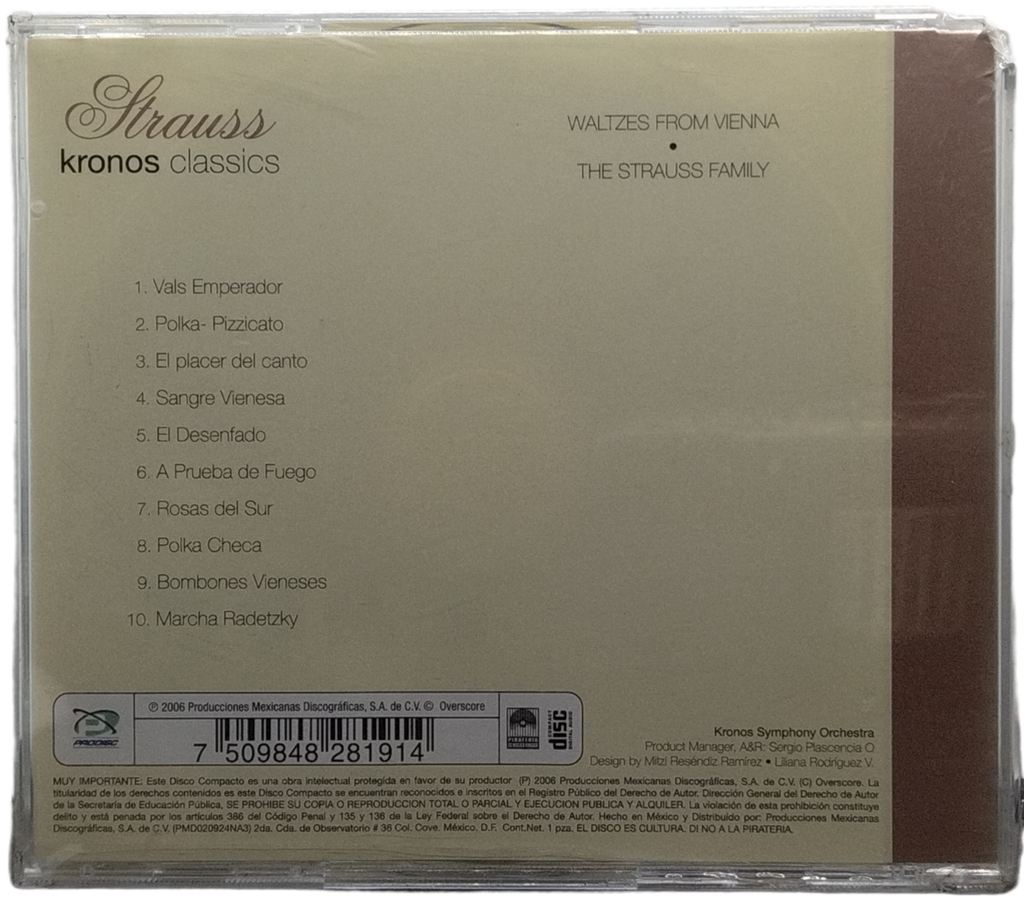 Strauss
kronos classics
WALTZES FROM VIENNA
•
THE STRAUSS FAMILY
1. Vals Emperador
2. Polka- Pizzicato
3. El placer del canto
4. Sangre Vienesa
5. El Desenfado
6. A Prueba de Fuego
7. Rosas del Sur
8. Polka Checa
9. Bombones Vieneses
10. Marcha Radetzky
℗ 2006 Producciones Mexicanas Discográficas, S.A. de C.V. © Overscore
PRODISC
7 509848 281914
COMPACT
disc
DIGITAL AUDIO
Kronos Symphony Orchestra
Product Manager, A&R: Sergio Plascencia O
Design by Mitzi Reséndiz Ramírez • Liliana Rodríguez V.
MUY IMPORTANTE: Este Disco Compacto es una obra intelectual protegida en favor de su productor (P) 2006 Producciones Mexicanas Discográficas, S.A. de C.V. (C) Overscore. La
titularidad de los derechos contenidos es este Disco Compacto se encuentran reconocidos e inscritos en el Registro Público del Derecho de Autor. Dirección General del Derecho de Autor
de la Secretaría de Educación Pública, SE PROHIBE SU COPIA O REPRODUCCION TOTAL O PARCIAL Y EJECUCION PUBLICA Y ALQUILER. La violación de esta prohibición constituye
delito y está penada por los artículos 386 del Código Penal y 135 y 136 de la Ley Federal sobre el Derecho de Autor. Hecho en México y Distribuido por: Producciones Mexicanas
Discográficas, S.A. de C.V. (PMD020924NA3) 2da. Cda. de Observatorio # 36 Col. Cove. México. D.F. Cont.Net. 1 pza. EL DISCO ES CULTURA. DI NO A LA PIRATERIA.